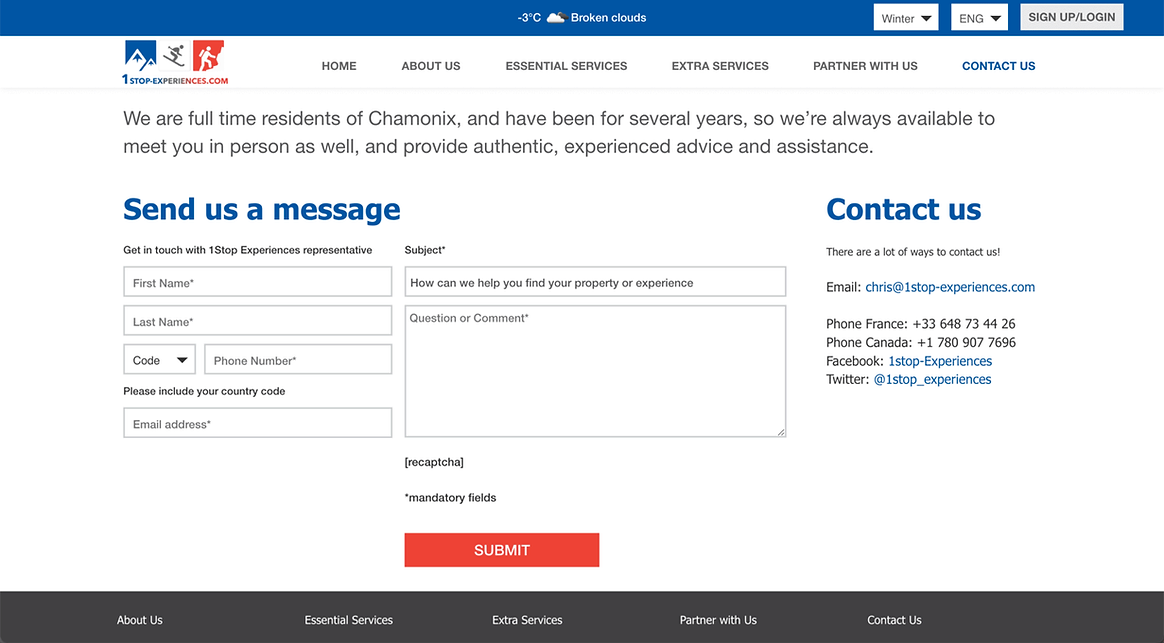 -3°C Broken clouds
Winter
ENG
SIGN UP/LOGIN
1STOP-EXPERIENCES.COM
HOME
ABOUT US
ESSENTIAL SERVICES
EXTRA SERVICES
PARTNER WITH US
CONTACT US
We are full time residents of Chamonix, and have been for several years, so we’re always available to
meet you in person as well, and provide authentic, experienced advice and assistance.
Send us a message
Get in touch with 1Stop Experiences representative
First Name*
Last Name*
Code
Phone Number*
Please include your country code
Email address*
Subject*
How can we help you find your property or experience
Question or Comment*
[recaptcha]
*mandatory fields
SUBMIT
Contact us
There are a lot of ways to contact us!
Email: chris@1stop-experiences.com
Phone France: +33 648 73 44 26
Phone Canada: +1 780 907 7696
Facebook: 1stop-Experiences
Twitter: @1stop_experiences
About Us
Essential Services
Extra Services
Partner with Us
Contact Us